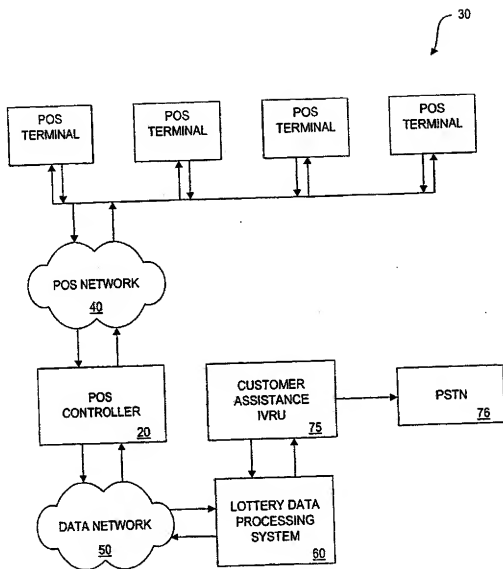 30
POS
TERMINAL
POS
TERMINAL
POS
TERMINAL
POS
TERMINAL
POS NETWORK
40
POS
CONTROLLER
20
CUSTOMER
ASSISTANCE
IVRU
75
PSTN
76
DATA NETWORK
50
LOTTERY DATA
PROCESSING
SYSTEM
60